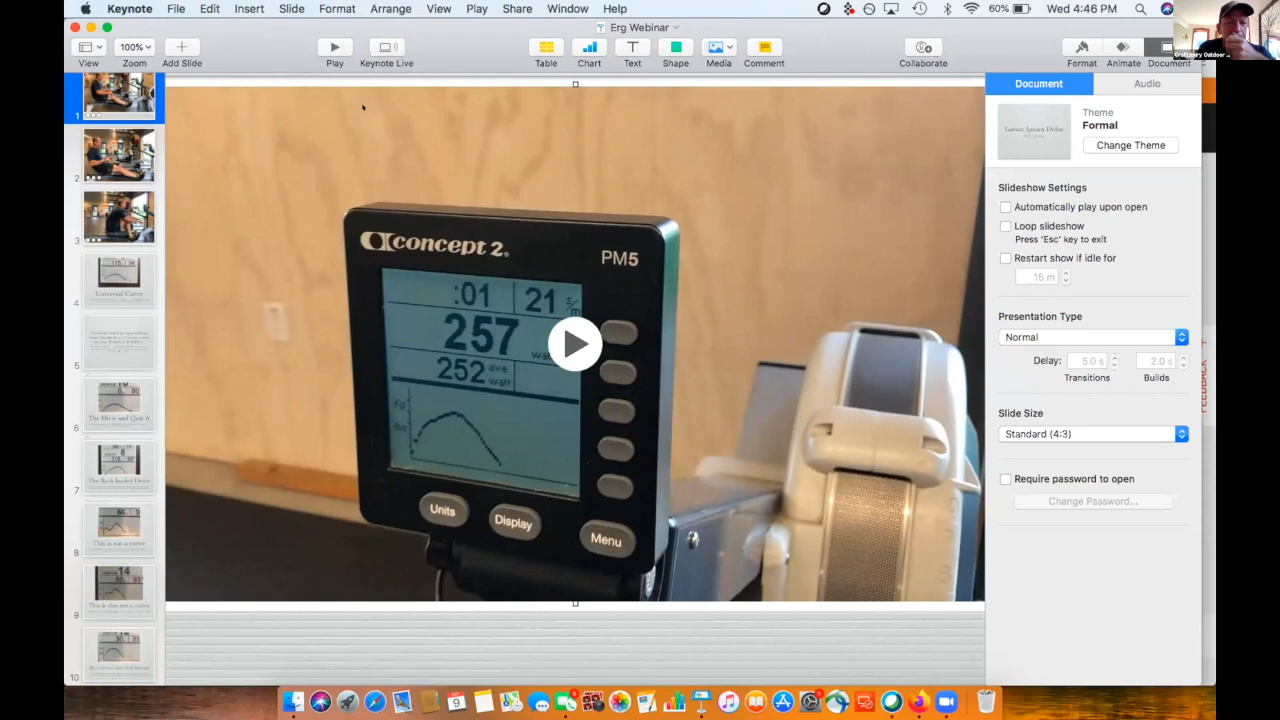 Keynote File Edit Insert Slide Format Arrange View Play Share Window Help 60% Wed 4:46 PM
Erg Webinar
100%
View Zoom Add Slide Play Keynote Live Table Chart Text Shape Media Comment Collaborate Format Animate Document
Document Audio
Theme
Formal
Change Theme
Slideshow Settings
Automatically play upon open
Loop slideshow
Press 'Esc' key to exit
Restart show if idle for
15 m
Presentation Type
Normal
Delay: 5.0 s 2.0 s
Transitions Builds
Slide Size
Standard (4:3)
Require password to open
Change Password...
FEEDBACK
concept 2
PM5
:01 21 s/m
257
252 ave
watt
Units Display Menu
1
2
3
4
Universal Curve
5
6
The Hit it and Quit It
7
8
This is not a curve
9
14
This is also not a curve
10
9